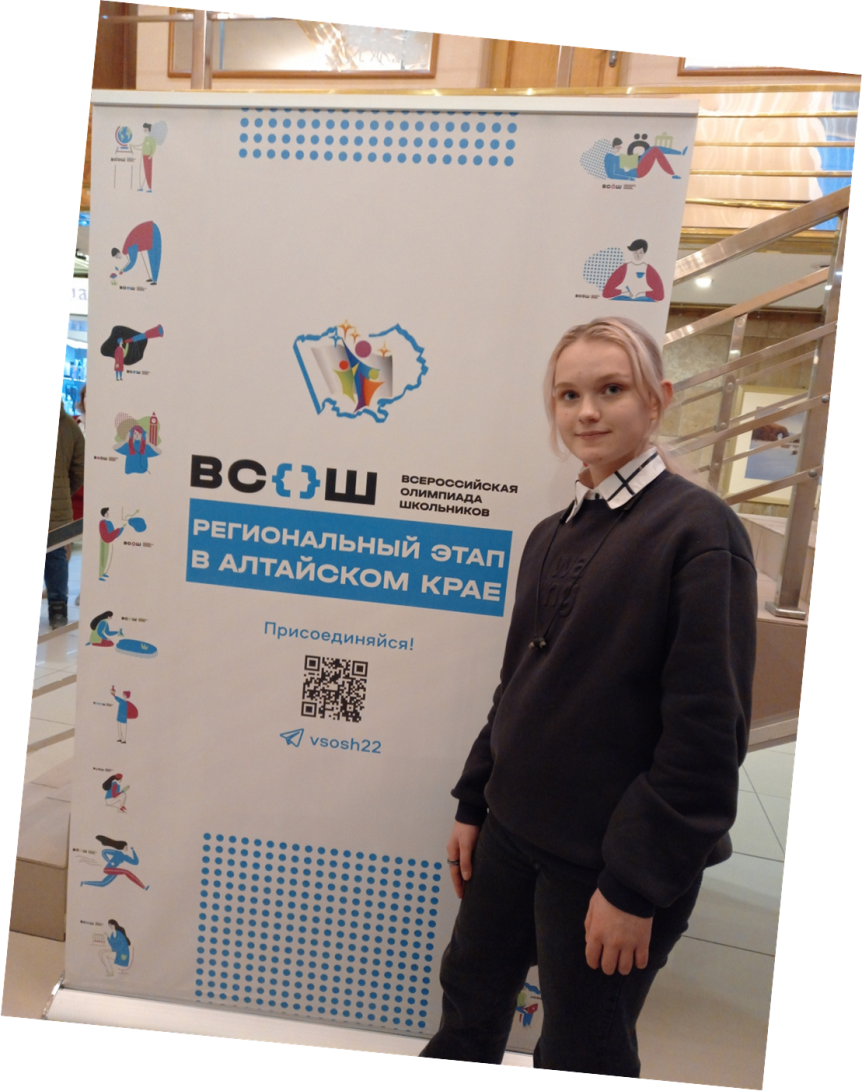 ВС{}Ш
ВСЕРОССИЙСКАЯ
ОЛИМПИАДА
ШКОЛЬНИКОВ
РЕГИОНАЛЬНЫЙ ЭТАП
В АЛТАЙСКОМ КРАЕ
Присоединяйся!
vsosh22